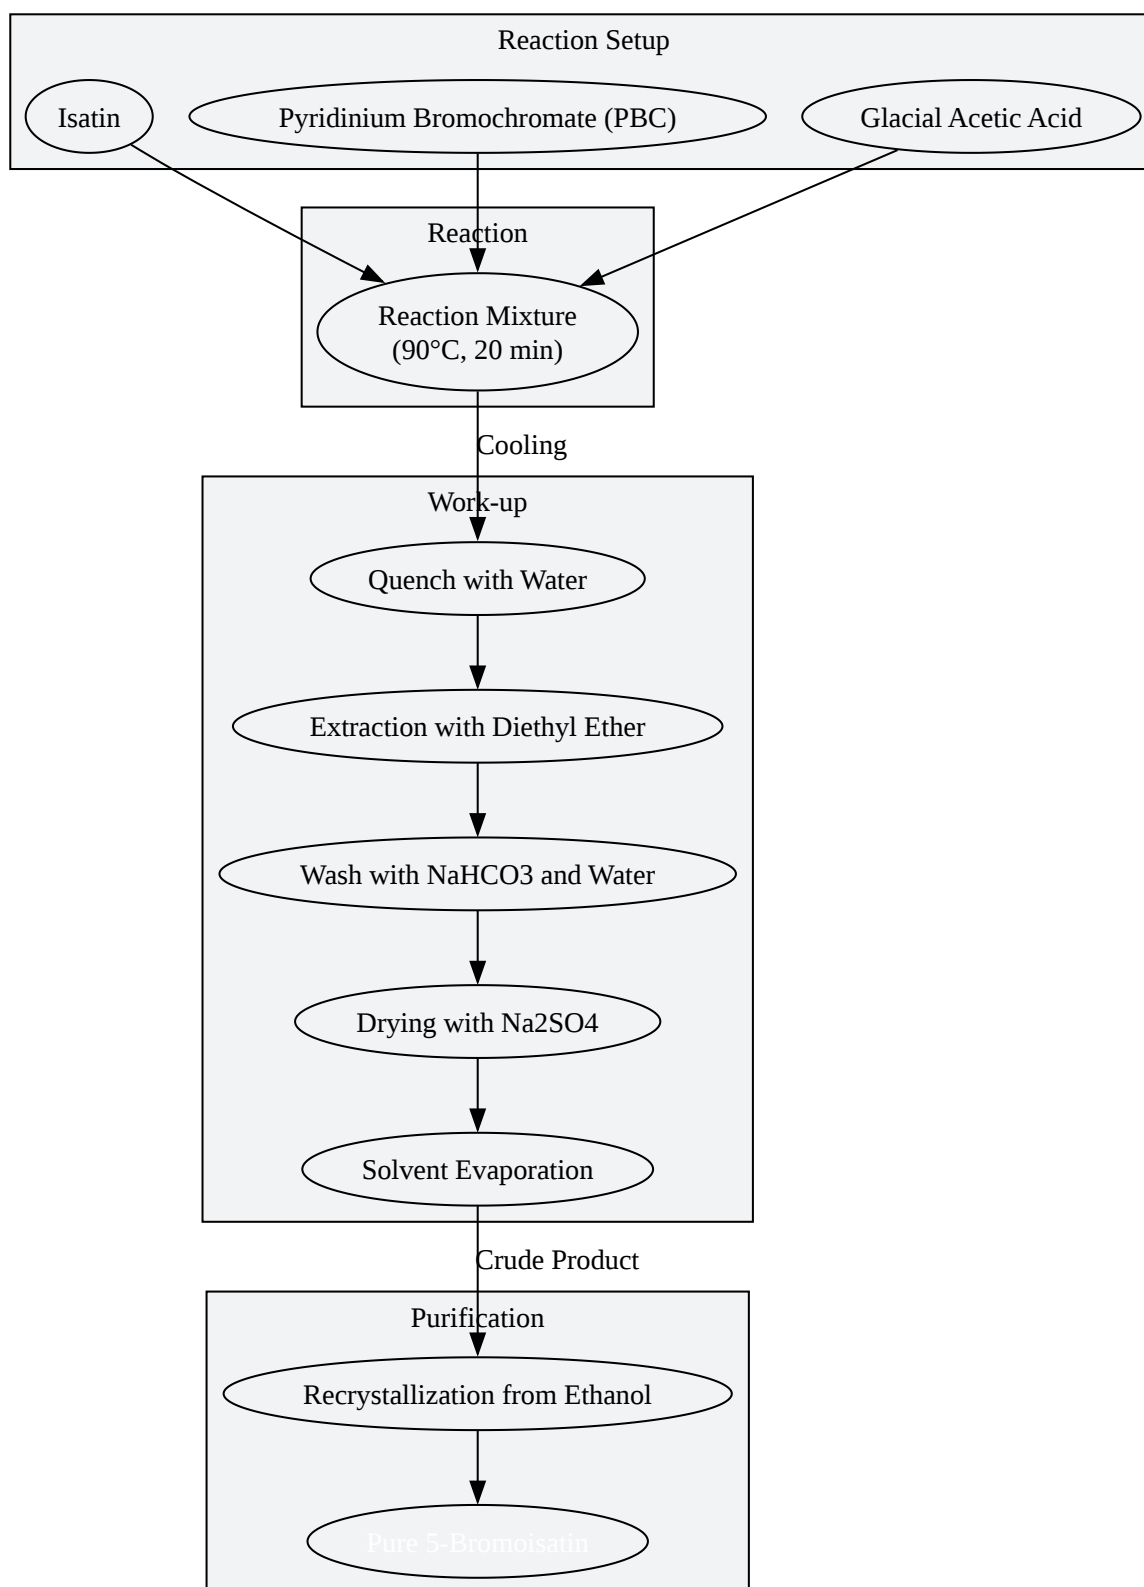 Reaction Setup
Isatin
Pyridinium Bromochromate (PBC)
Glacial Acetic Acid
Reaction
Reaction Mixture
(90°C, 20 min)
Cooling
Work-up
Quench with Water
Extraction with Diethyl Ether
Wash with NaHCO3 and Water
Drying with Na2SO4
Solvent Evaporation
Crude Product
Purification
Recrystallization from Ethanol
Pure 5-Bromoisatin